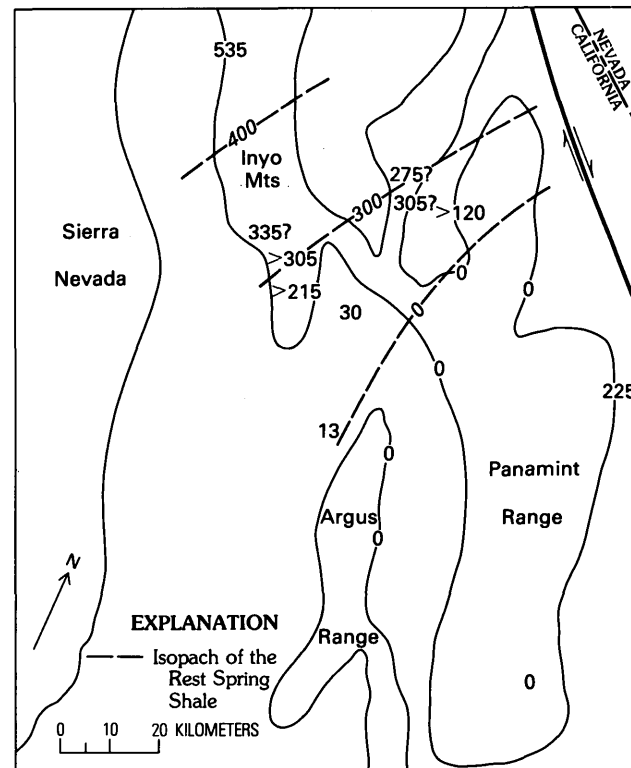 535
NEVADA
CALIFORNIA
400
Inyo
Mts
275?
300
305?
>120
335?
>305
Sierra
Nevada
>215
0
0
30
0
0
225
13
0
Panamint
Range
Argus
0
N
EXPLANATION
Isopach of the
Rest Spring
Shale
Range
0
0 10 20 KILOMETERS